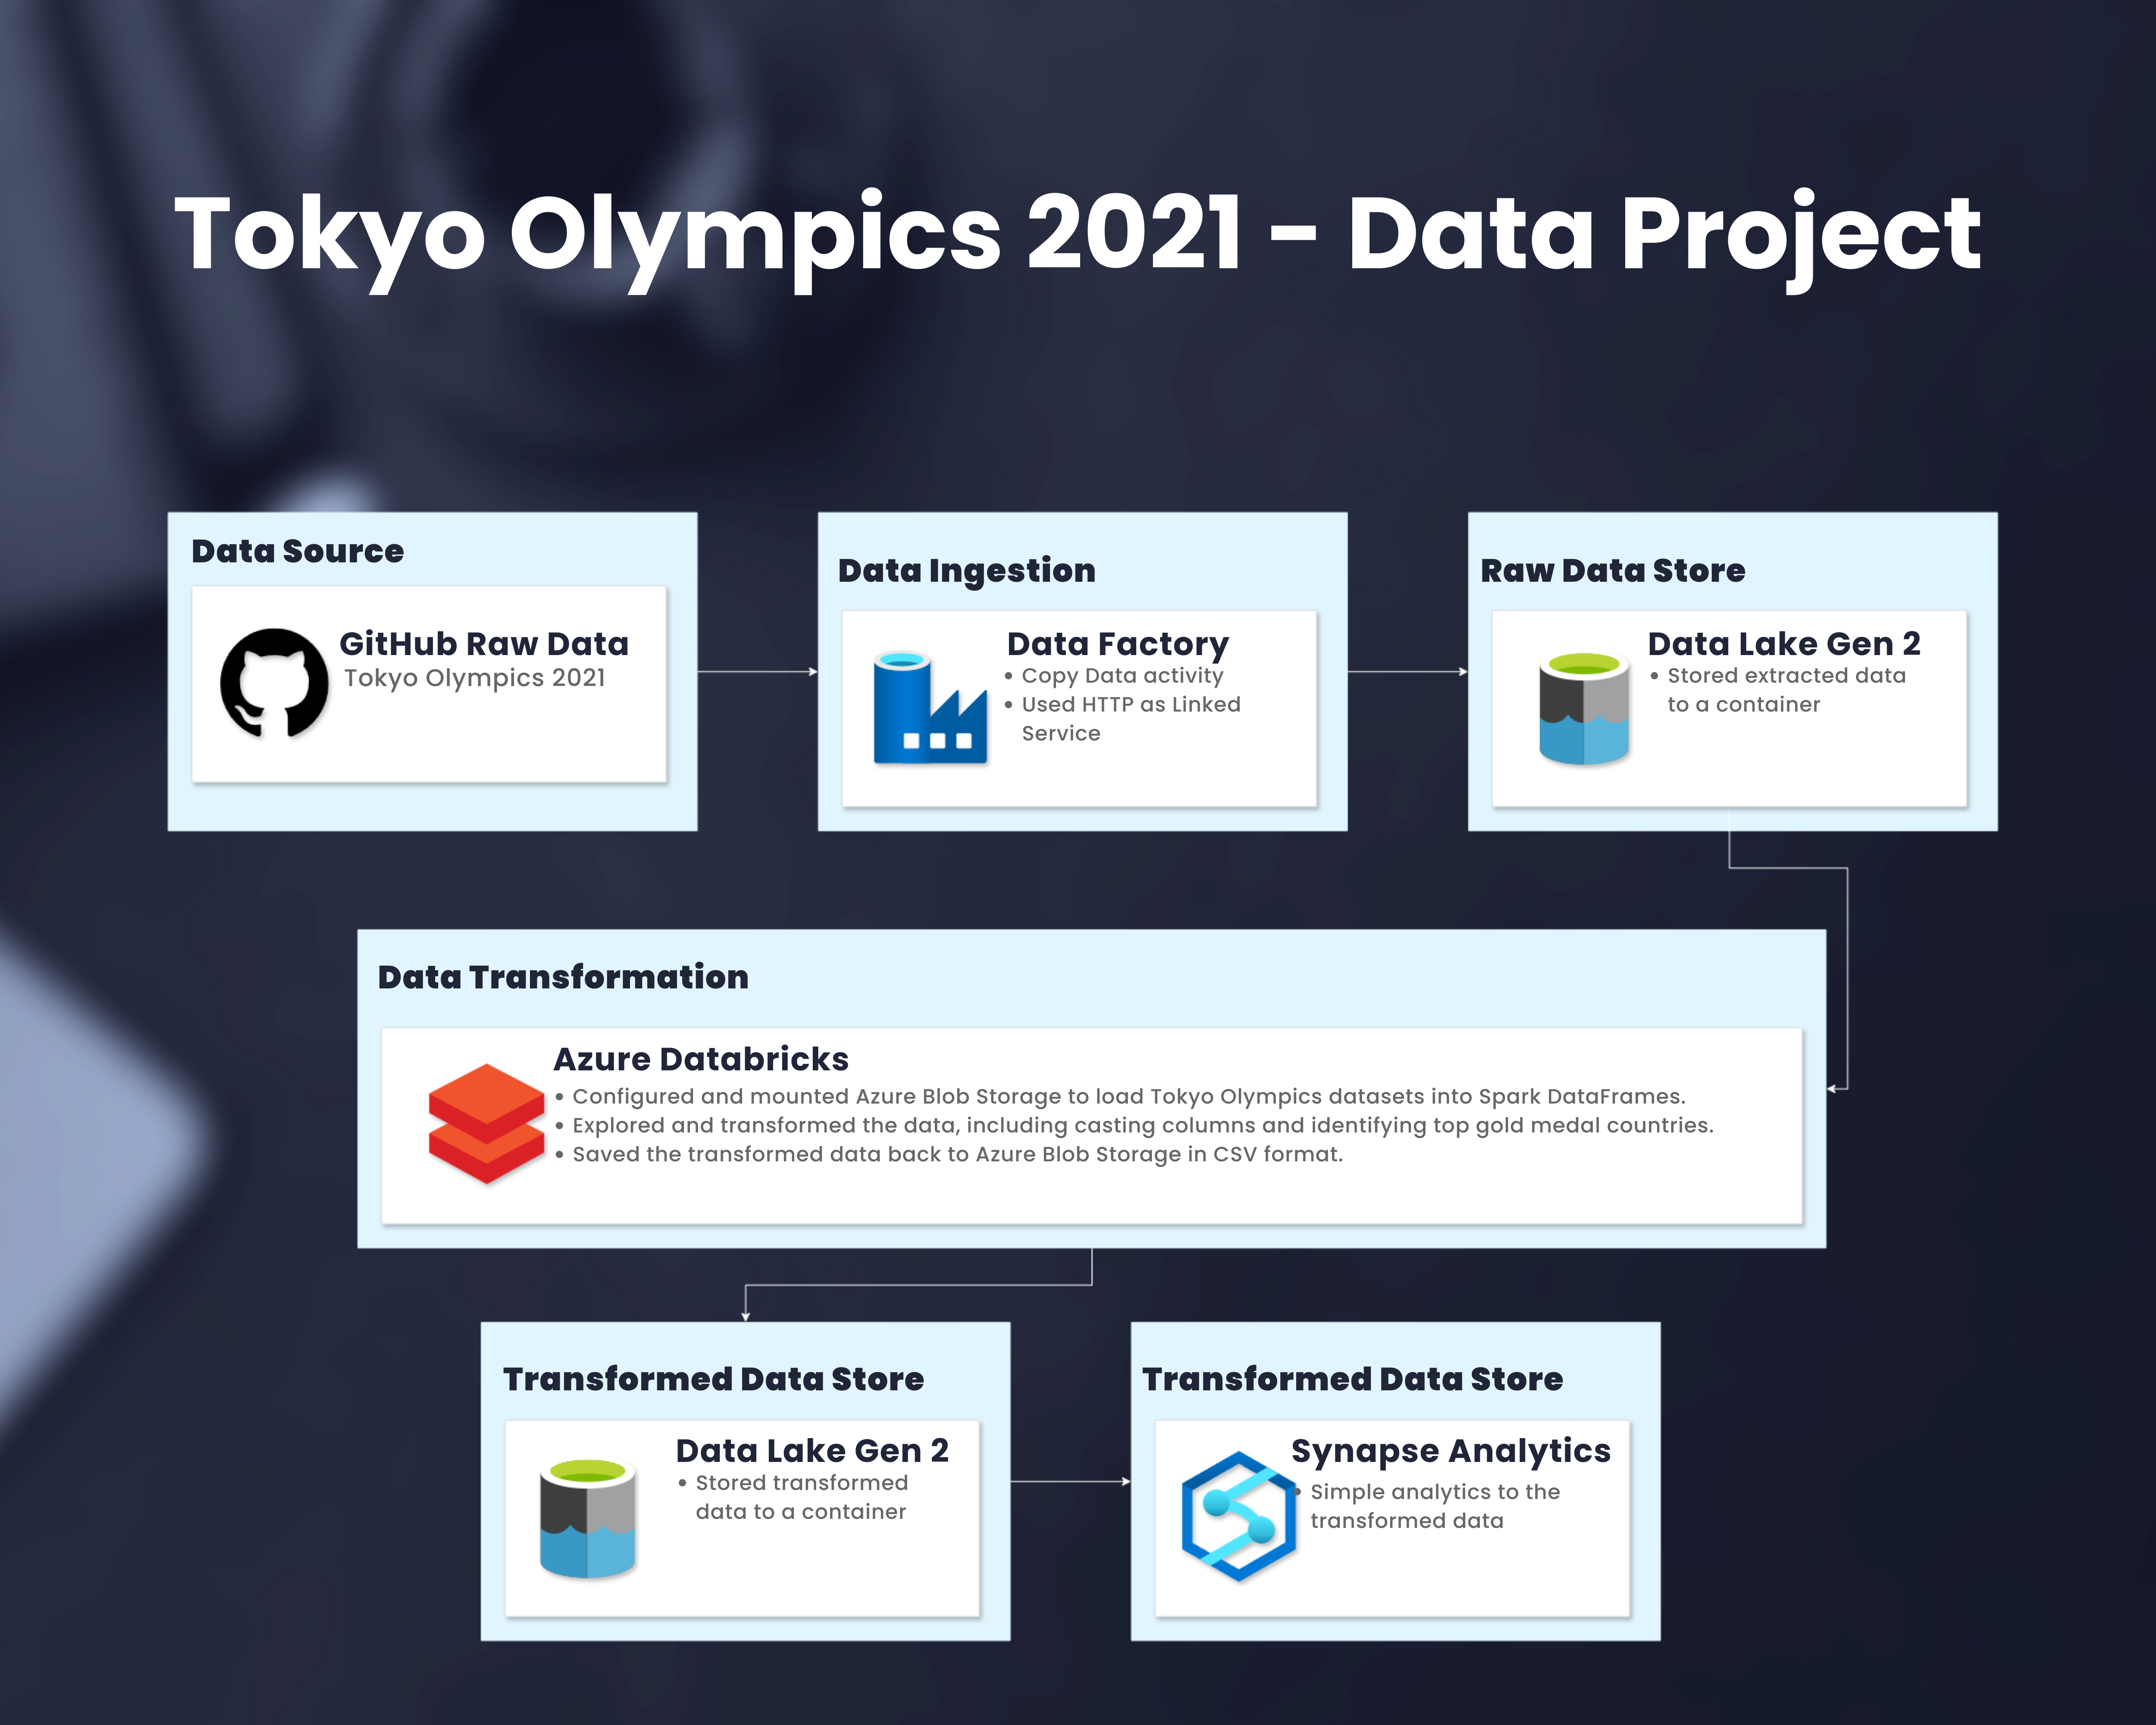 Tokyo Olympics 2021 - Data Project
Data Source
GitHub Raw Data
Tokyo Olympics 2021
Data Ingestion
Data Factory
• Copy Data activity
• Used HTTP as Linked
Service
Raw Data Store
Data Lake Gen 2
• Stored extracted data
to a container
Data Transformation
Azure Databricks
• Configured and mounted Azure Blob Storage to load Tokyo Olympics datasets into Spark DataFrames.
• Explored and transformed the data, including casting columns and identifying top gold medal countries.
• Saved the transformed data back to Azure Blob Storage in CSV format.
Transformed Data Store
Data Lake Gen 2
• Stored transformed
data to a container
Transformed Data Store
Synapse Analytics
• Simple analytics to the
transformed data